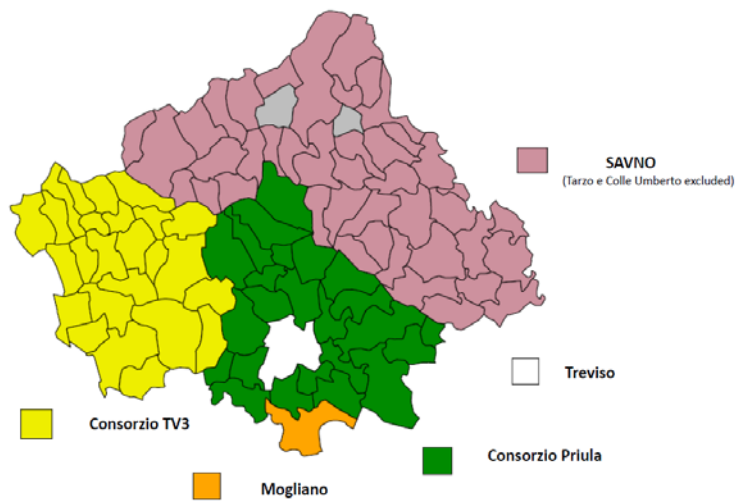 SAVNO
(Tarzo e Colle Umberto excluded)
Treviso
Consorzio TV3
Consorzio Priula
Mogliano